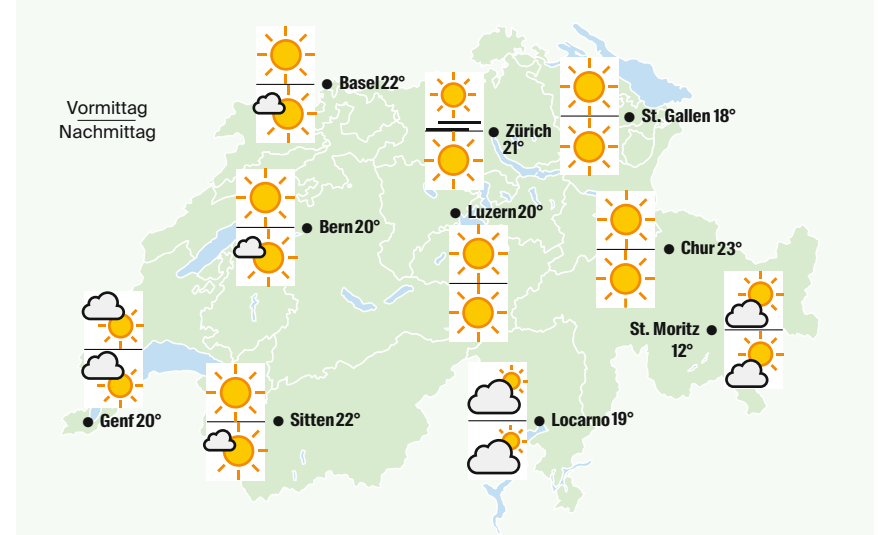 Basel 22°
Vormittag
Nachmittag
St. Gallen 18°
Zürich
21°
Luzern 20°
Bern 20°
Chur 23°
St. Moritz
12°
Genf 20°
Sitten 22°
Locarno 19°